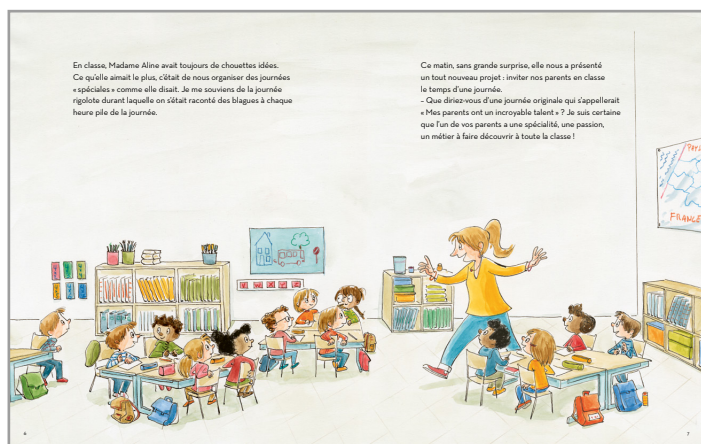 En classe, Madame Aline avait toujours de chouettes idées.
Ce qu'elle aimait le plus, c'était de nous organiser des journées
« spéciales » comme elle disait. Je me souviens de la journée
rigolote durant laquelle on s'était raconté des blagues à chaque
heure pile de la journée.
Ce matin, sans grande surprise, elle nous a présenté
un tout nouveau projet : inviter nos parents en classe
le temps d'une journée.
– Que diriez-vous d'une journée originale qui s'appellerait
« Mes parents ont un incroyable talent » ? Je suis certaine
que l'un de vos parents a une spécialité, une passion,
un métier à faire découvrir à toute la classe !
FRANCE
6
7